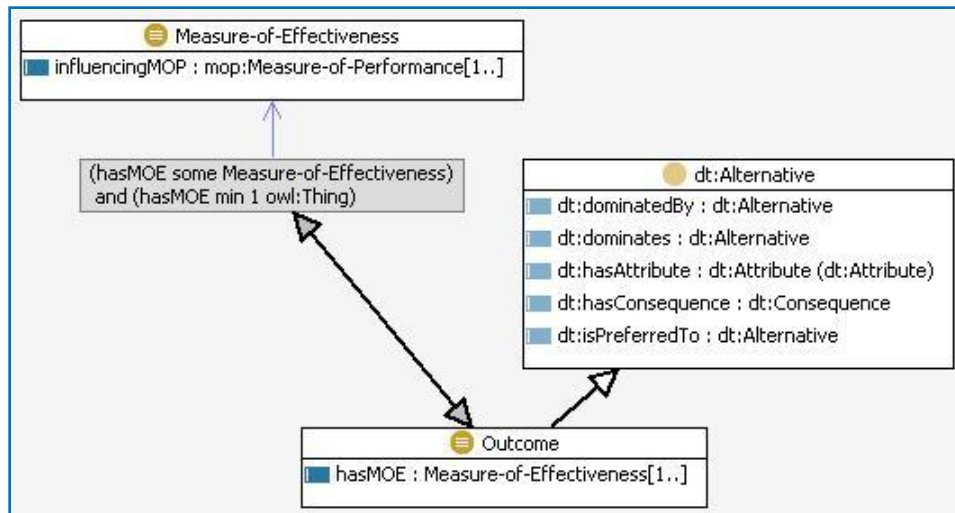 Measure-of-Effectiveness
influencingMOP : mop:Measure-of-Performance[1..]
(hasMOE some Measure-of-Effectiveness)
and (hasMOE min 1 owl:Thing)
dt:Alternative
dt:dominatedBy : dt:Alternative
dt:dominates : dt:Alternative
dt:hasAttribute : dt:Attribute (dt:Attribute)
dt:hasConsequence : dt:Consequence
dt:isPreferredTo : dt:Alternative
Outcome
hasMOE : Measure-of-Effectiveness[1..]